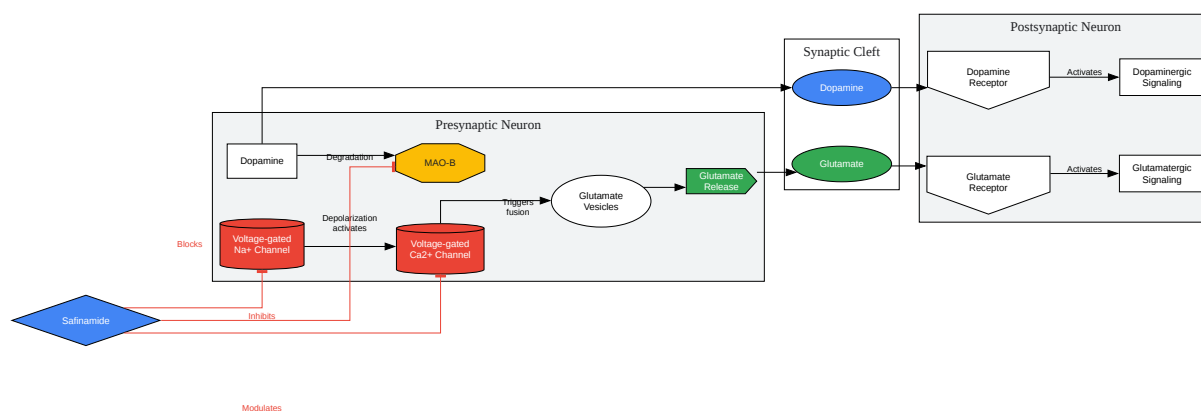 Postsynaptic Neuron
Synaptic Cleft
Dopamine
Receptor
Activates
Dopaminergic
Signaling
Dopamine
Presynaptic Neuron
Dopamine
Degradation
MAO-B
Glutamate
Glutamate
Release
Glutamate
Receptor
Activates
Glutamatergic
Signaling
Glutamate
Vesicles
Triggers
fusion
Depolarization
activates
Voltage-gated
Na+ Channel
Voltage-gated
Ca2+ Channel
Blocks
Safinamide
Inhibits
Modulates